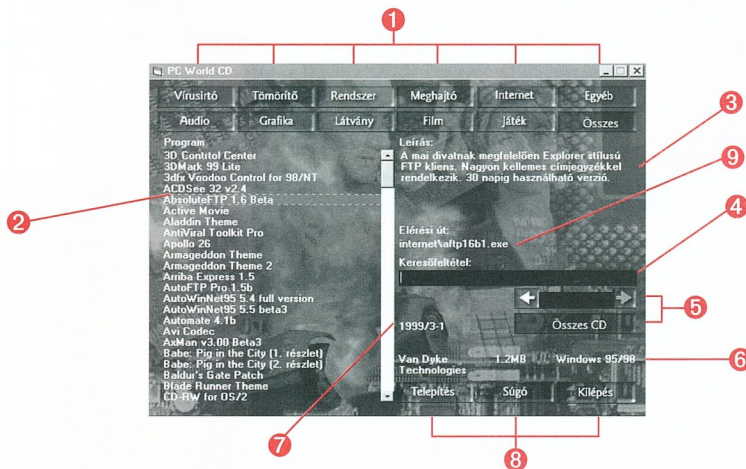 1
PC World CD
Vírusirtó Tömörítő Rendszer Meghajtó Internet Egyéb
Audio Grafika Látvány Film Játék Összes
Program
3D Contitol Center
3DMark 99 Lite
3dfx Voodoo Control for 98/NT
ACDSee 32 v2.4
AbsoluteFTP 1.6 Beta
Active Movie
Aladdin Theme
AntiViral Toolkit Pro
Apollo 26
Armageddon Theme
Armageddon Theme 2
Arriba Express 1.5
AutoFTP Pro 1.5b
AutoWinNet95 5.4 full version
AutoWinNet95 5.5 beta3
Automate 4.1b
Avi Codec
AxMan v3.00 Beta3
Babe: Pig in the City (1. részlet)
Babe: Pig in the City (2. részlet)
Baldur's Gate Patch
Blade Runner Theme
CD-RW for OS/2
Leírás:
A mai divatnak megfelelően Explorer stílusú
FTP kliens. Nagyon kellemes címjegyzékkel
rendelkezik. 30 napig használható verzió.
Elérési út:
internet\aftp16b1.exe
Keresőfeltétel:
Összes CD
1999/3-1
Van Dyke
Technologies
1.2MB
Windows 95/98
Telepítés Súgó Kilépés
2
3
9
4
5
6
7
8